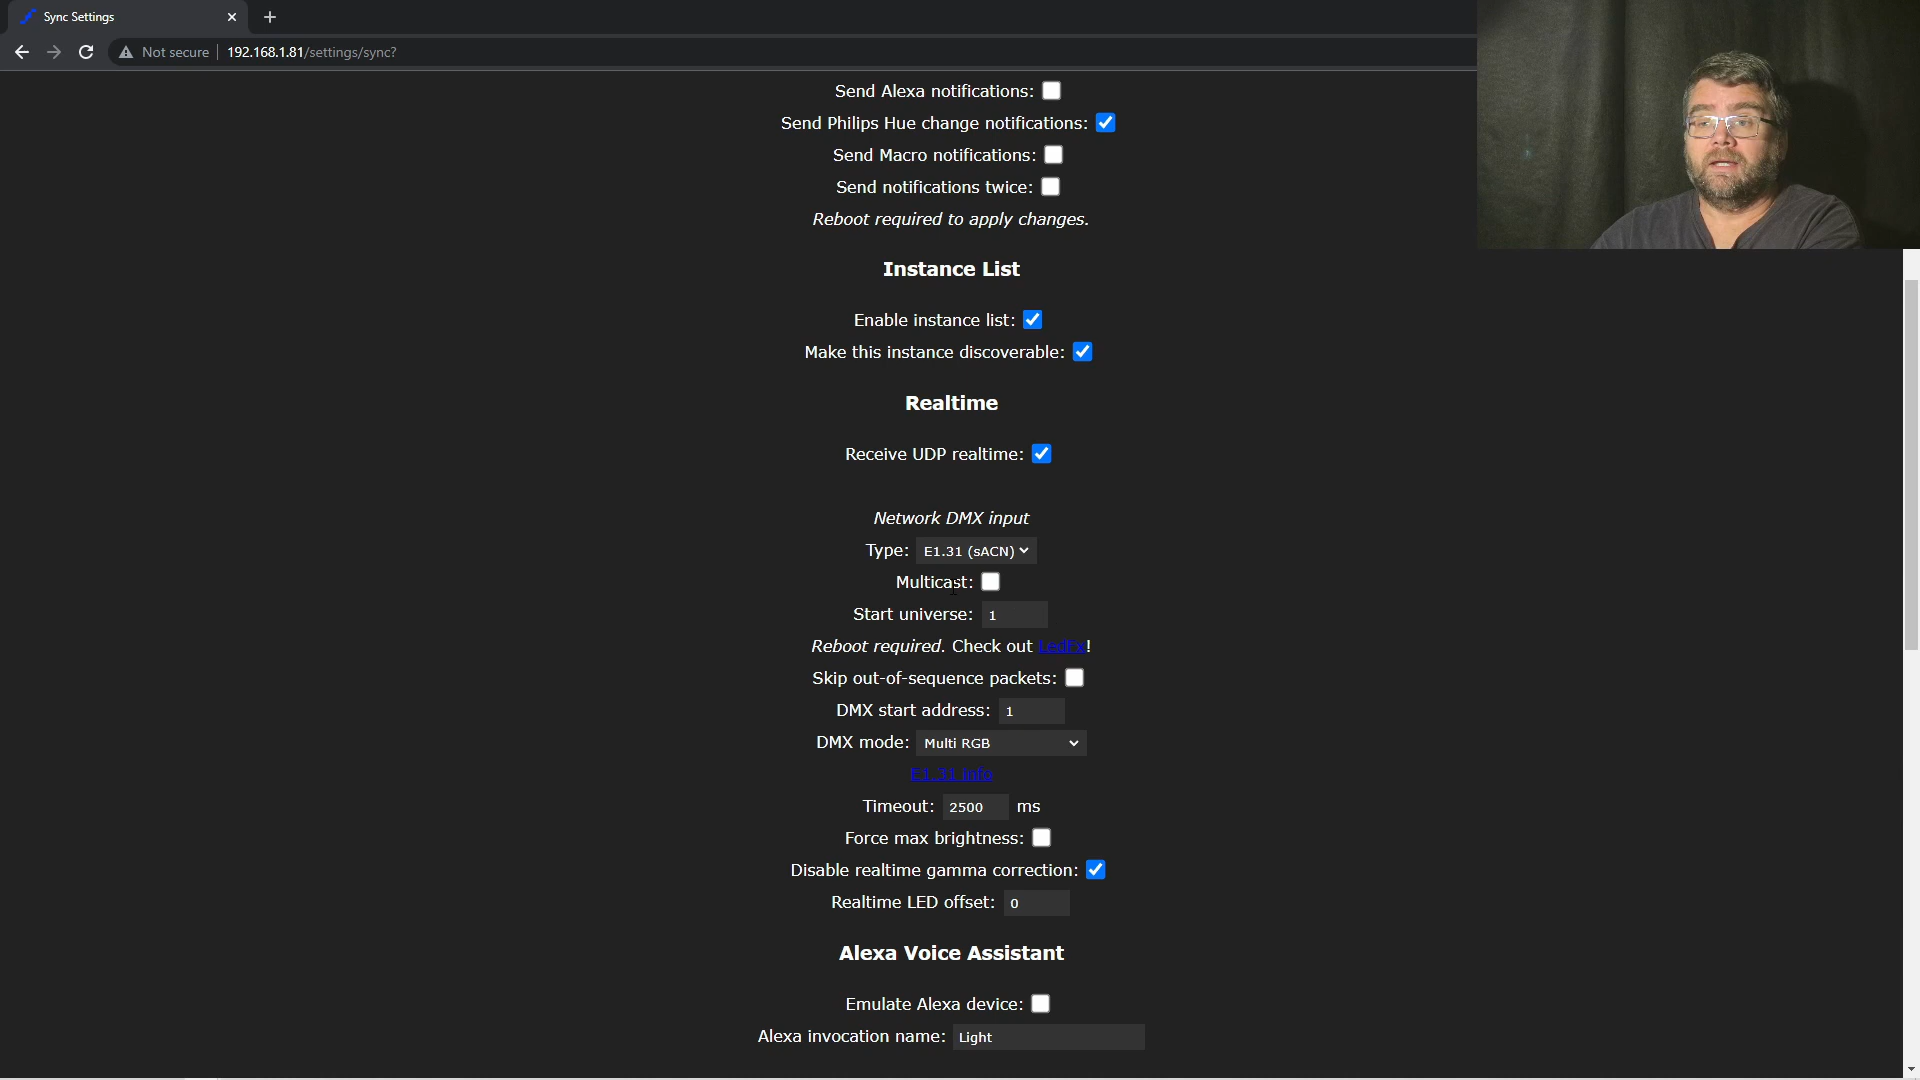 Sync Settings
Not secure
192.168.1.81/settings/sync?
Send Alexa notifications:
Send Philips Hue change notifications:
Send Macro notifications:
Send notifications twice:
Reboot required to apply changes.
Instance List
Enable instance list:
Make this instance discoverable:
Realtime
Receive UDP realtime:
Network DMX input
Type: E1.31 (sACN)
Multicast:
Start universe: 1
Reboot required. Check out LedFx!
Skip out-of-sequence packets:
DMX start address: 1
DMX mode: Multi RGB
E1.31 info
Timeout: 2500 ms
Force max brightness:
Disable realtime gamma correction:
Realtime LED offset: 0
Alexa Voice Assistant
Emulate Alexa device:
Alexa invocation name: Light